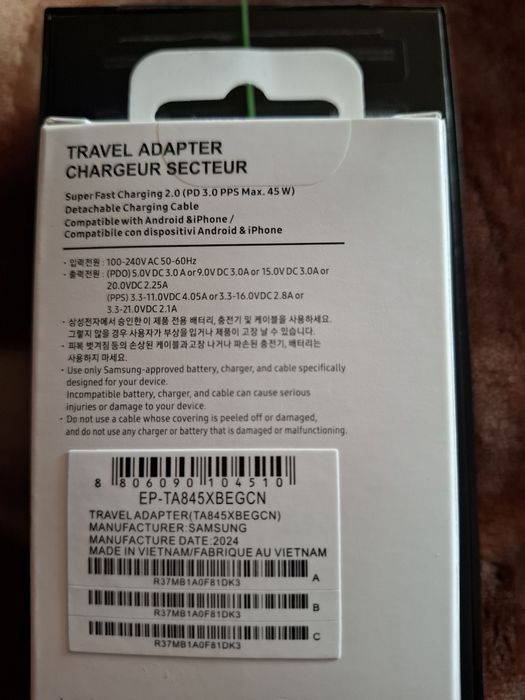 TRAVEL ADAPTER
CHARGEUR SECTEUR
Super Fast Charging 2.0 (PD 3.0 PPS Max. 45 W)
Detachable Charging Cable
Compatible with Android &iPhone /
Compatibile con dispositivi Android & iPhone
· 입력전원 : 100-240V AC 50-60Hz
· 출력전원 : (PDO) 5.0V DC 3.0 A or 9.0V DC 3.0A or 15.0V DC 3.0A or
20.0VDC 2.25A
(PPS) 3.3-11.0VDC 4.05A or 3.3-16.0VDC 2.8A or
3.3-21.0VDC 2.1A
· 삼성전자에서 승인한 이 제품 전용 배터리, 충전기 및 케이블을 사용하세요.
그렇지 않을 경우 사용자가 부상을 입거나 제품이 고장 날 수 있습니다.
· 피복 벗겨짐 등의 손상된 케이블과 고장 나거나 파손된 충전기, 배터리는
사용하지 마세요.
· Use only Samsung-approved battery, charger, and cable specifically
designed for your device.
Incompatible battery, charger, and cable can cause serious
injuries or damage to your device.
· Do not use a cable whose covering is peeled off or damaged,
and do not use any charger or battery that is damaged or malfunctioning.
8 806090 104510
EP-TA845XBEGCN
TRAVEL ADAPTER(TA845XBEGCN)
MANUFACTURER:SAMSUNG
MANUFACTURE DATE:2024
MADE IN VIETNAM/FABRIQUE AU VIETNAM
A
R37MB1A0F81DK3
B
R37MB1A0F81DK3
C
R37MB1A0F81DK3